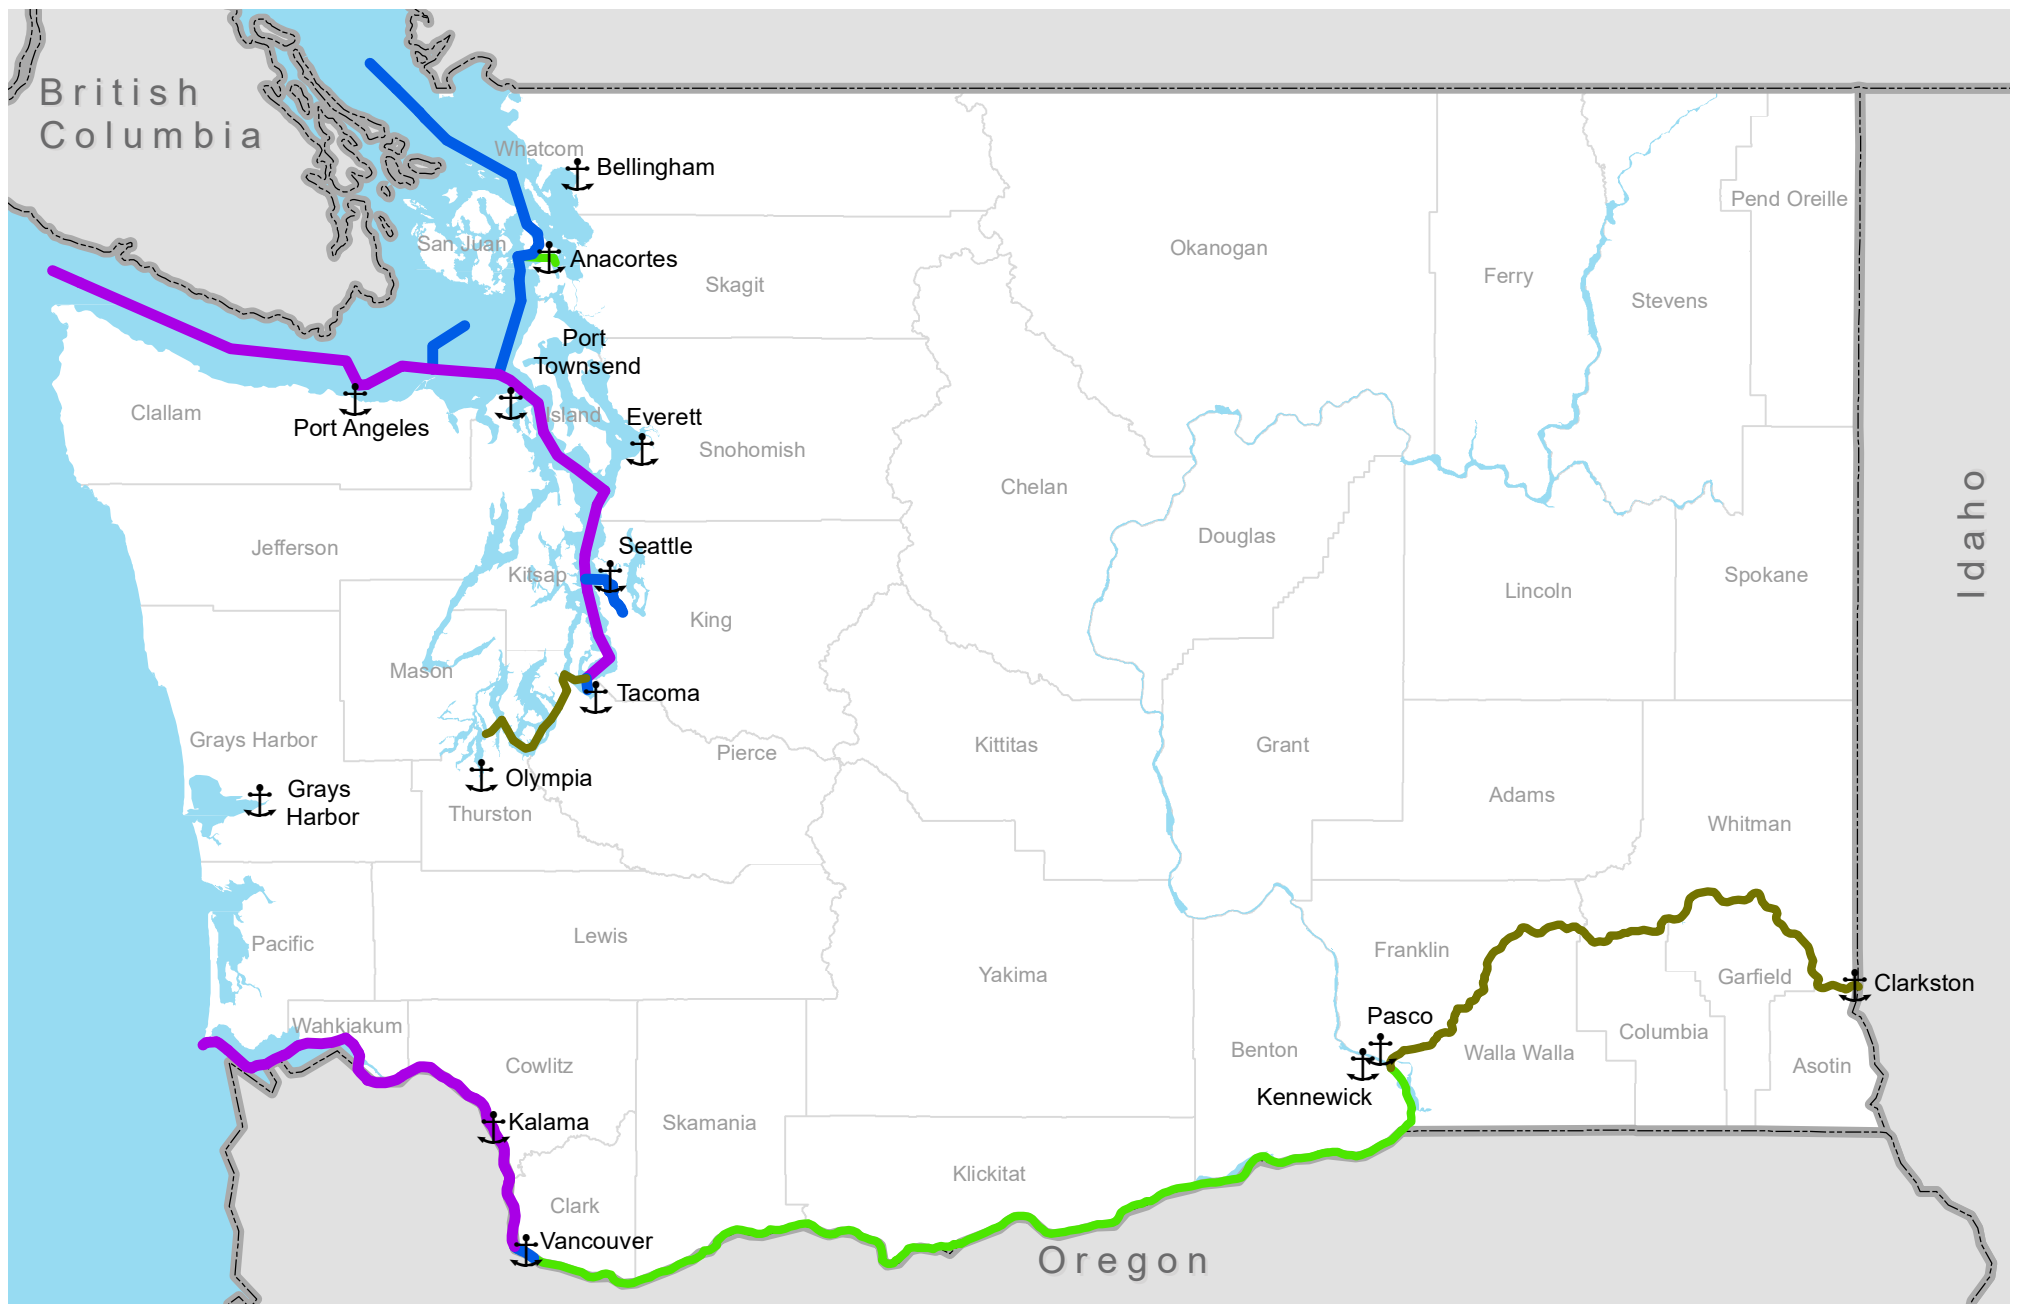 British
Columbia
Whatcom
Bellingham
Pend Oreille
San Juan
Okanogan
Anacortes
Ferry
Skagit
Stevens
Port
Townsend
Clallam
Island
Everett
Port Angeles
Snohomish
Chelan
Idaho
Douglas
Jefferson
Seattle
Kitsap
Spokane
Lincoln
King
Mason
Tacoma
Grays Harbor
Pierce
Kittitas
Grant
Olympia
Grays
Harbor
Thurston
Adams
Whitman
Pacific
Lewis
Franklin
Yakima
Garfield
Clarkston
Wahkiakum
Pasco
Columbia
Cowlitz
Benton
Walla Walla
Asotin
Kennewick
Kalama
Skamania
Klickitat
Clark
Vancouver
Oregon